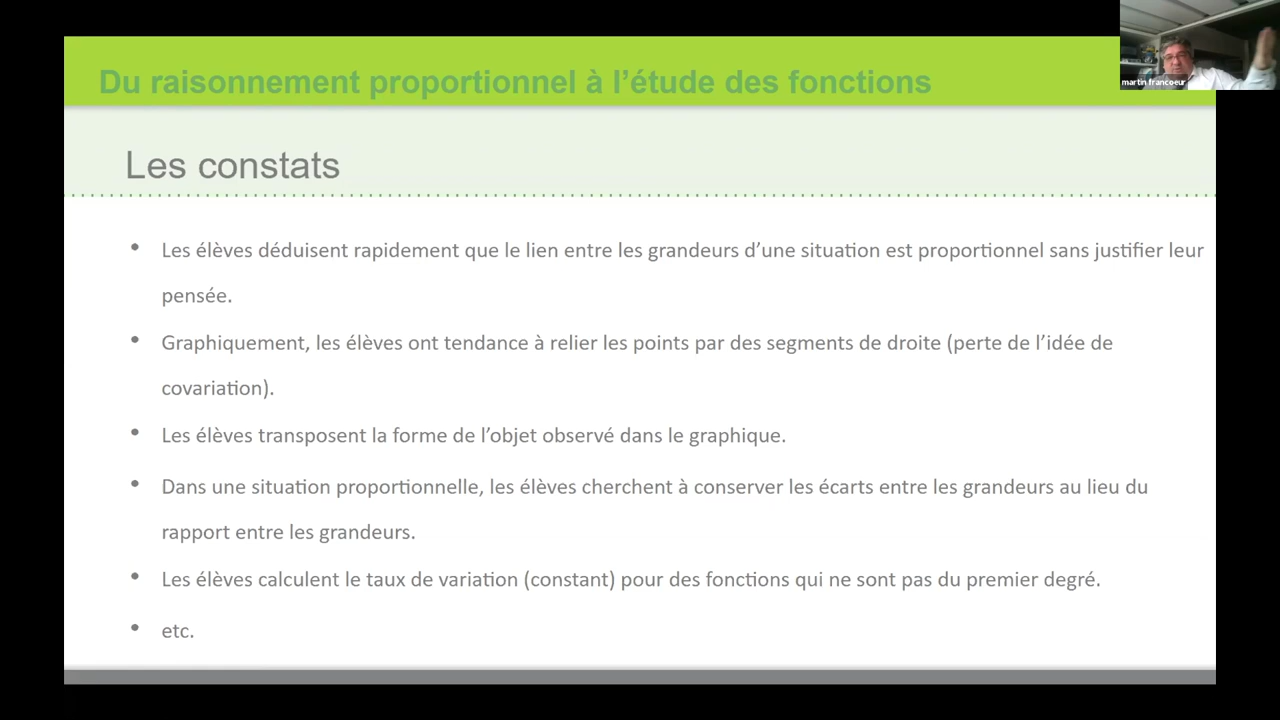 Du raisonnement proportionnel à l’étude des fonctions
martin francoeur
Les constats
• Les élèves déduisent rapidement que le lien entre les grandeurs d’une situation est proportionnel sans justifier leur
pensée.
• Graphiquement, les élèves ont tendance à relier les points par des segments de droite (perte de l’idée de
covariation).
• Les élèves transposent la forme de l’objet observé dans le graphique.
• Dans une situation proportionnelle, les élèves cherchent à conserver les écarts entre les grandeurs au lieu du
rapport entre les grandeurs.
• Les élèves calculent le taux de variation (constant) pour des fonctions qui ne sont pas du premier degré.
• etc.